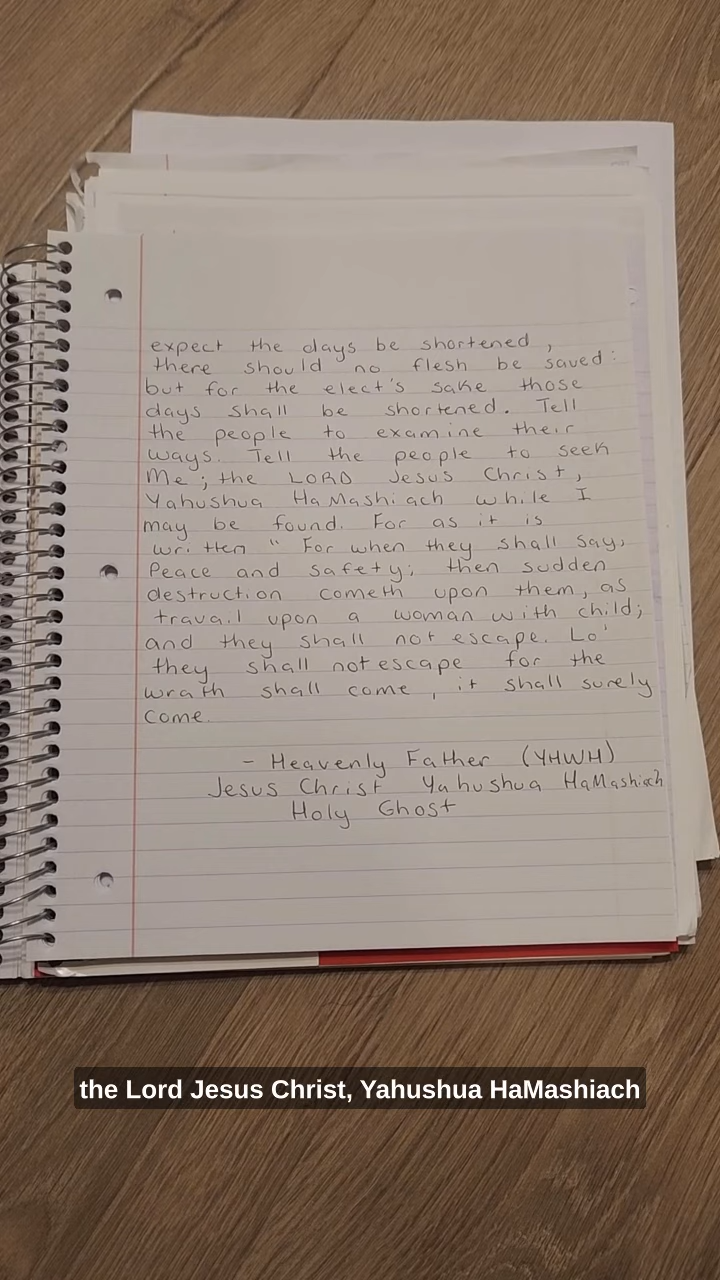 expect the days be shortened,
there should no flesh be saved:
but for the elect's sake those
days shall be shortened. Tell
the people to examine their
ways. Tell the people to seek
Me; the LORD Jesus Christ,
Yahushua HaMashiach while I
may be found. For as it is
written " For when they shall say,
Peace and safety; then sudden
destruction cometh upon them, as
travail upon a woman with child;
and they shall not escape. Lo'
they shall not escape for the
wrath shall come, it shall surely
come.
- Heavenly Father (YHWH)
Jesus Christ Yahushua HaMashiach
Holy Ghost
the Lord Jesus Christ, Yahushua HaMashiach